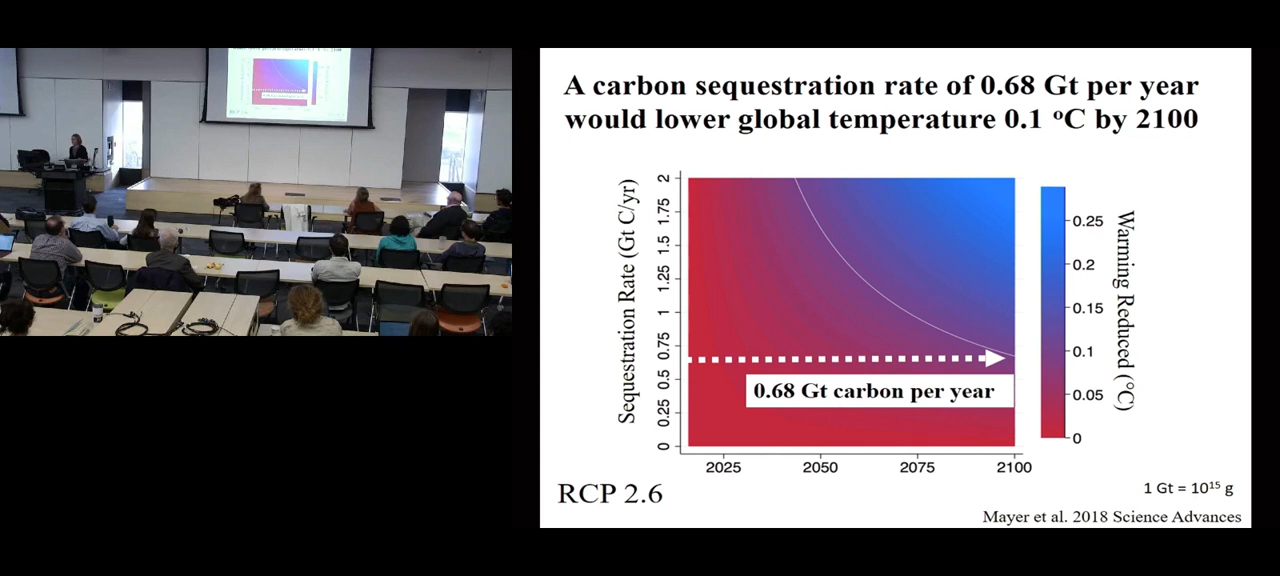 A carbon sequestration rate of 0.68 Gt per year
would lower global temperature 0.1 °C by 2100
Sequestration Rate (Gt C/yr)
2
1.75
1.5
1.25
1
0.75
0.5
0.25
0
0.68 Gt carbon per year
2025 2050 2075 2100
0.25
0.2
0.15
0.1
0.05
0
Warming Reduced (°C)
RCP 2.6
1 Gt = 10¹⁵ g
Mayer et al. 2018 Science Advances